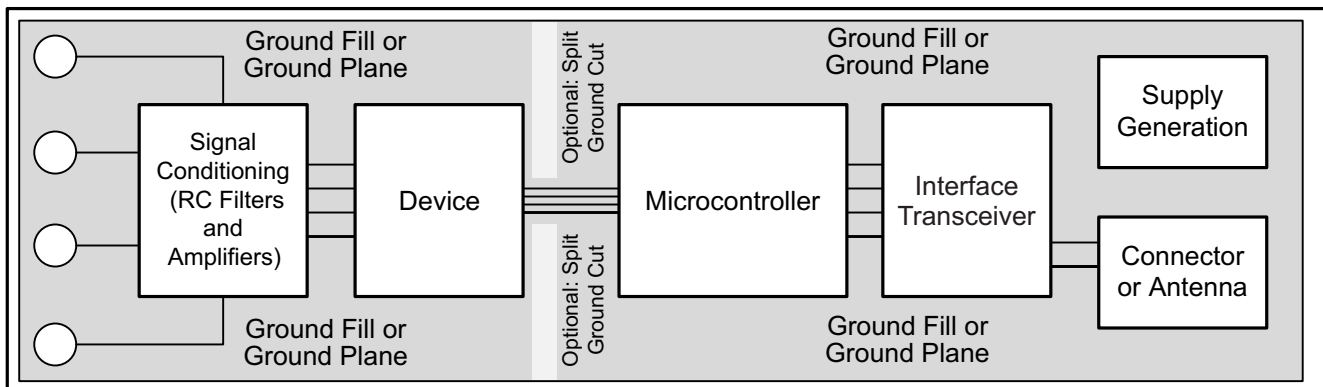 Ground Fill or
Ground Plane
Optional: Split
Ground Cut
Ground Fill or
Ground Plane
Supply
Generation
Signal
Conditioning
(RC Filters
and
Amplifiers)
Device
Microcontroller
Interface
Transceiver
Connector
or Antenna
Ground Fill or
Ground Plane
Optional: Split
Ground Cut
Ground Fill or
Ground Plane